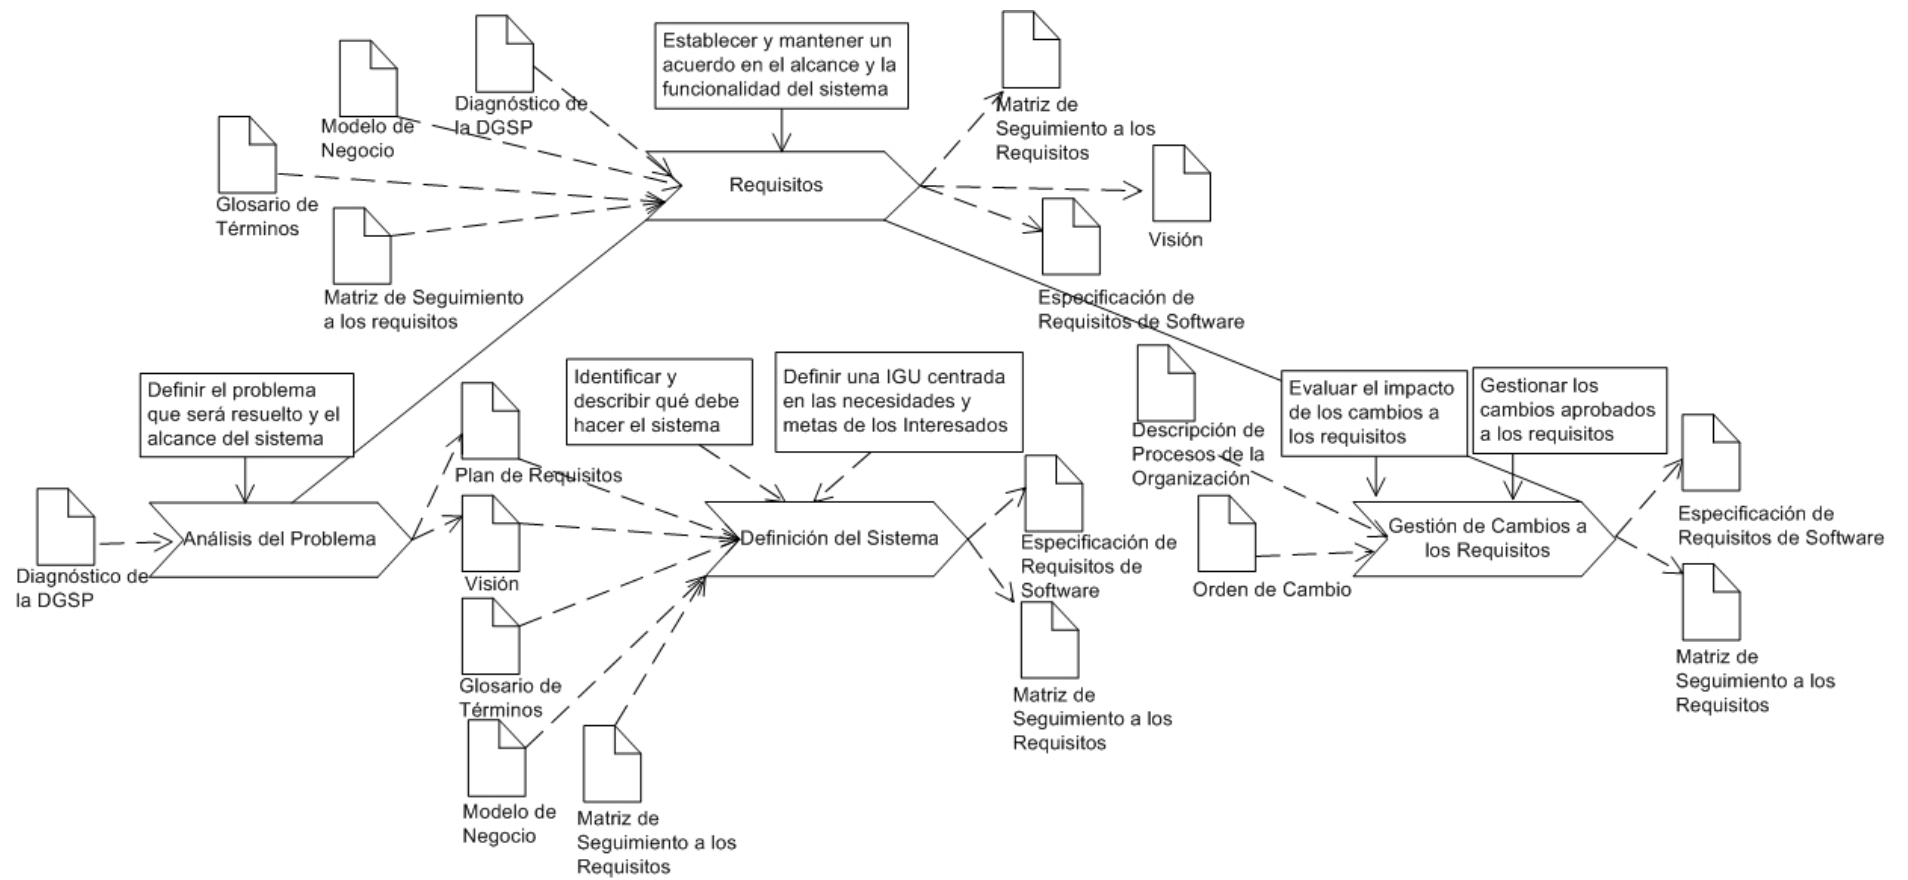 Establecer y mantener un
acuerdo en el alcance y la
funcionalidad del sistema
Diagnóstico de
la DGSP
Modelo de
Negocio
Matriz de
Seguimiento a los
Requisitos
Requisitos
Glosario de
Términos
Visión
Matriz de Seguimiento
a los requisitos
Especificación de
Requisitos de Software
Definir el problema
que será resuelto y el
alcance del sistema
Identificar y
describir qué debe
hacer el sistema
Definir una IGU centrada
en las necesidades y
metas de los Interesados
Evaluar el impacto
de los cambios a
los requisitos
Gestionar los
cambios aprobados
a los requisitos
Descripción de
Procesos de la
Organización
Plan de Requisitos
Análisis del Problema
Diagnóstico de
la DGSP
Visión
Definición del Sistema
Especificación de
Requisitos de
Software
Gestión de Cambios a
los Requisitos
Orden de Cambio
Especificación de
Requisitos de Software
Glosario de
Términos
Matriz de
Seguimiento a los
Requisitos
Matriz de
Seguimiento a los
Requisitos
Modelo de
Negocio
Matriz de
Seguimiento a los
Requisitos